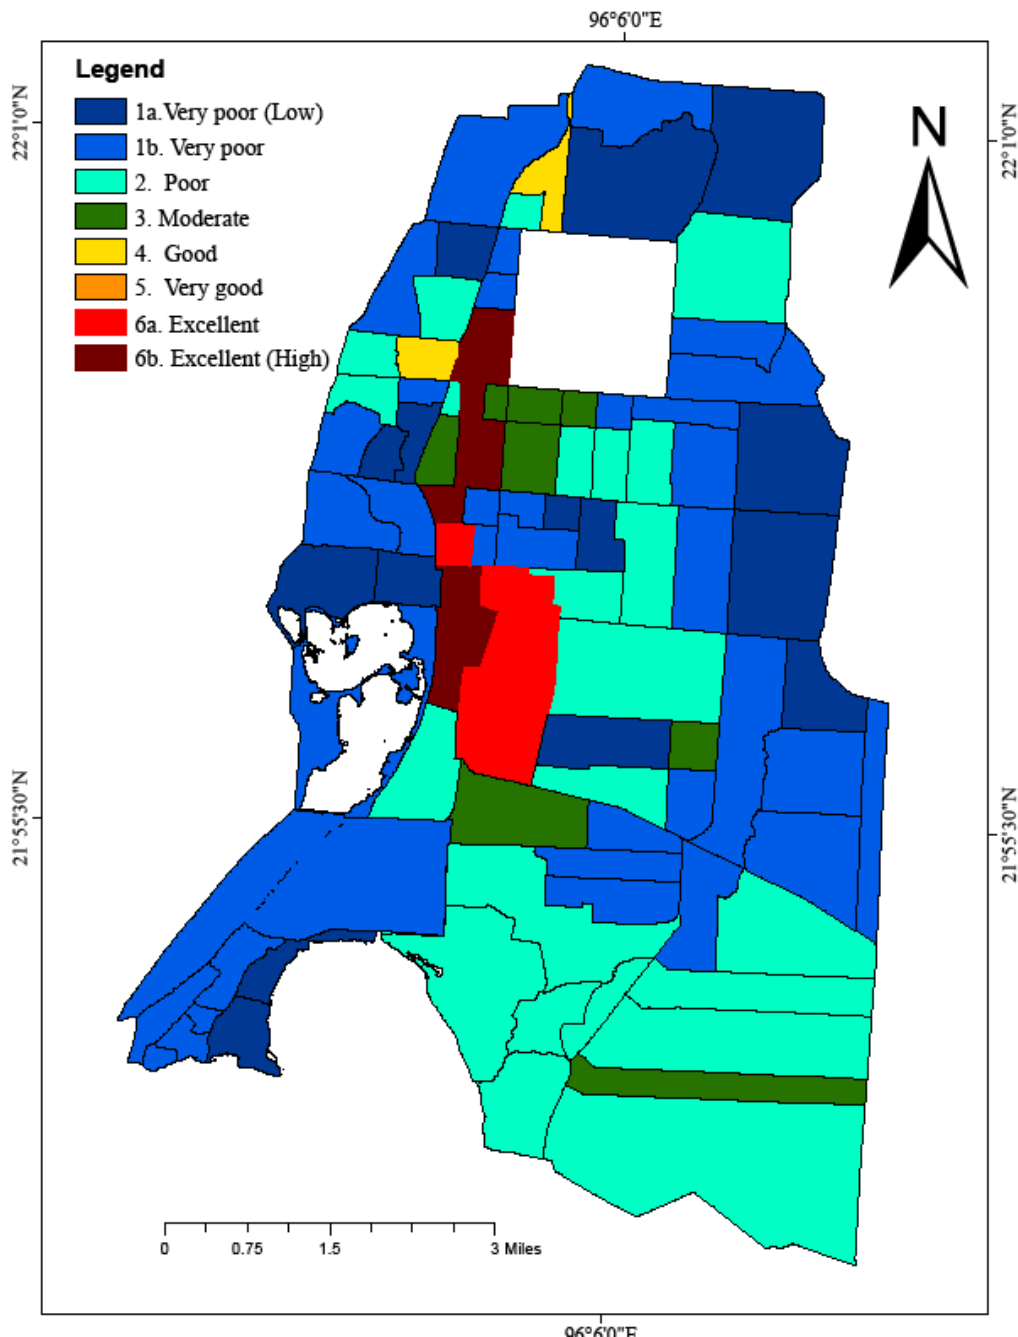 96°6'0"E
Legend
1a.Very poor (Low)
1b. Very poor
2. Poor
3. Moderate
4. Good
5. Very good
6a. Excellent
6b. Excellent (High)
N
22°1'0"N
22°1'0"N
21°55'30"N
21°55'30"N
0 0.75 1.5 3 Miles
96°6'0"E